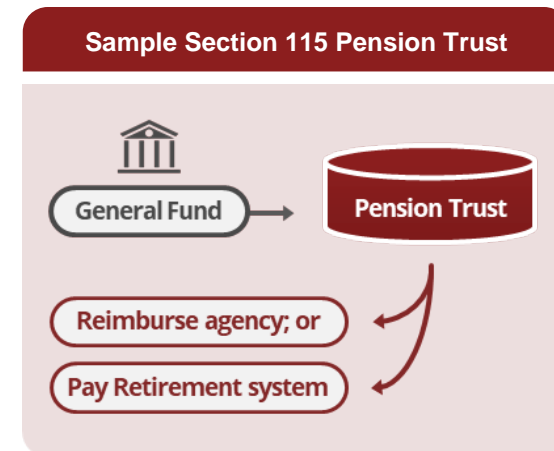 Sample Section 115 Pension Trust
General Fund
Pension Trust
Reimburse agency; or
Pay Retirement system